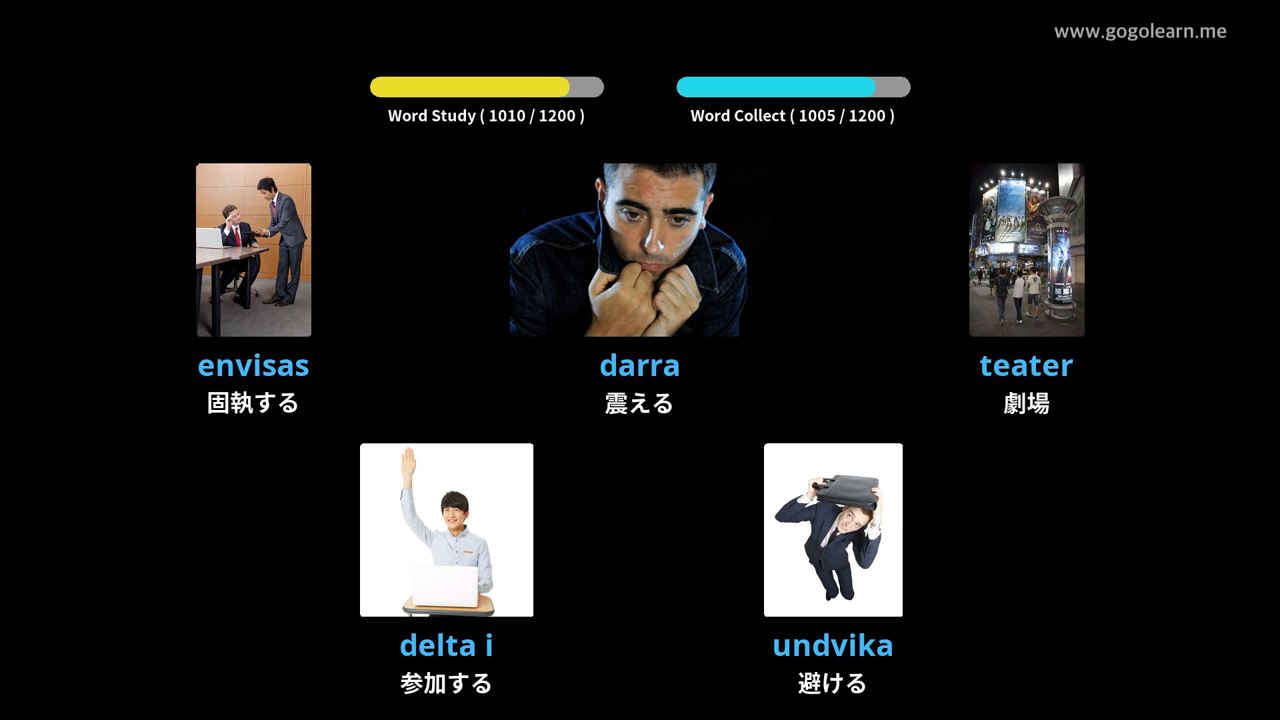 www.gogolearn.me
Word Study ( 1010 / 1200 )
Word Collect ( 1005 / 1200 )
envisas
固執する
darra
震える
teater
劇場
delta i
参加する
undvika
避ける